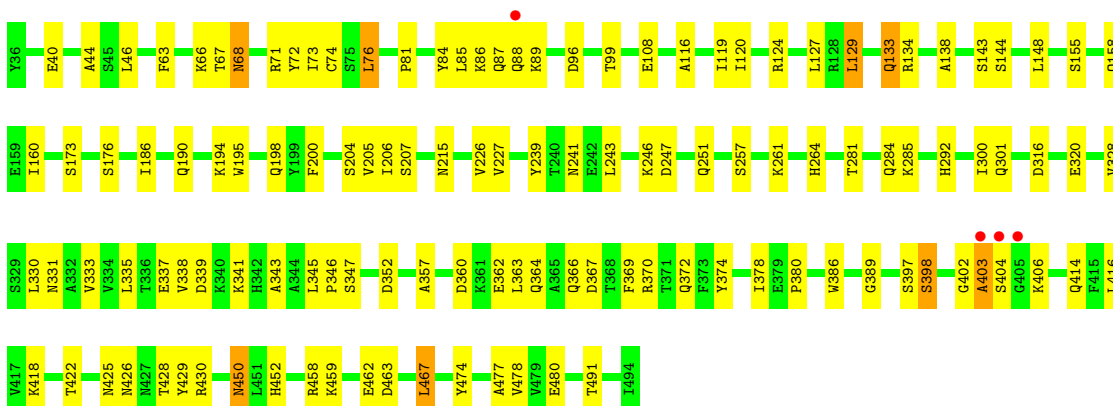 Y36 E40 A44 S45 L46 F63 K66 T67 N68 R71 Y72 I73 C74 S75 L76 P81 Y84 L85 K86 Q87 Q88 K89 D96 T99 E108 A116 I119 I120 R124 L127 R128 L129 Q133 R134 A138 S143 S144 L148 S155
E159 I160 S173 S176 I186 Q190 K194 W195 Q198 Y199 F200 S204 V205 I206 S207 N215 V226 V227 Y239 T240 N241 E242 L243 K246 D247 Q251 S257 K261 H264 T281 Q284 K285 H292 I300 Q301 D316 E320 V328
S329 L330 N331 A332 V333 V334 L335 T336 E337 V338 D339 K340 K341 H342 A343 A344 L345 P346 S347 D352 A357 D360 K361 E362 L363 Q364 A365 Q366 D367 T368 F369 R370 T371 Q372 F373 Y374 I378 E379 P380 W386 G389 S397 S398 G402 A403 S404 G405 K406 Q414 F415 L416
V417 K418 T422 N425 N426 N427 T428 Y429 R430 N450 L451 H452 R458 K459 E462 D463 L467 Y474 A477 V478 V479 E480 T491 I494